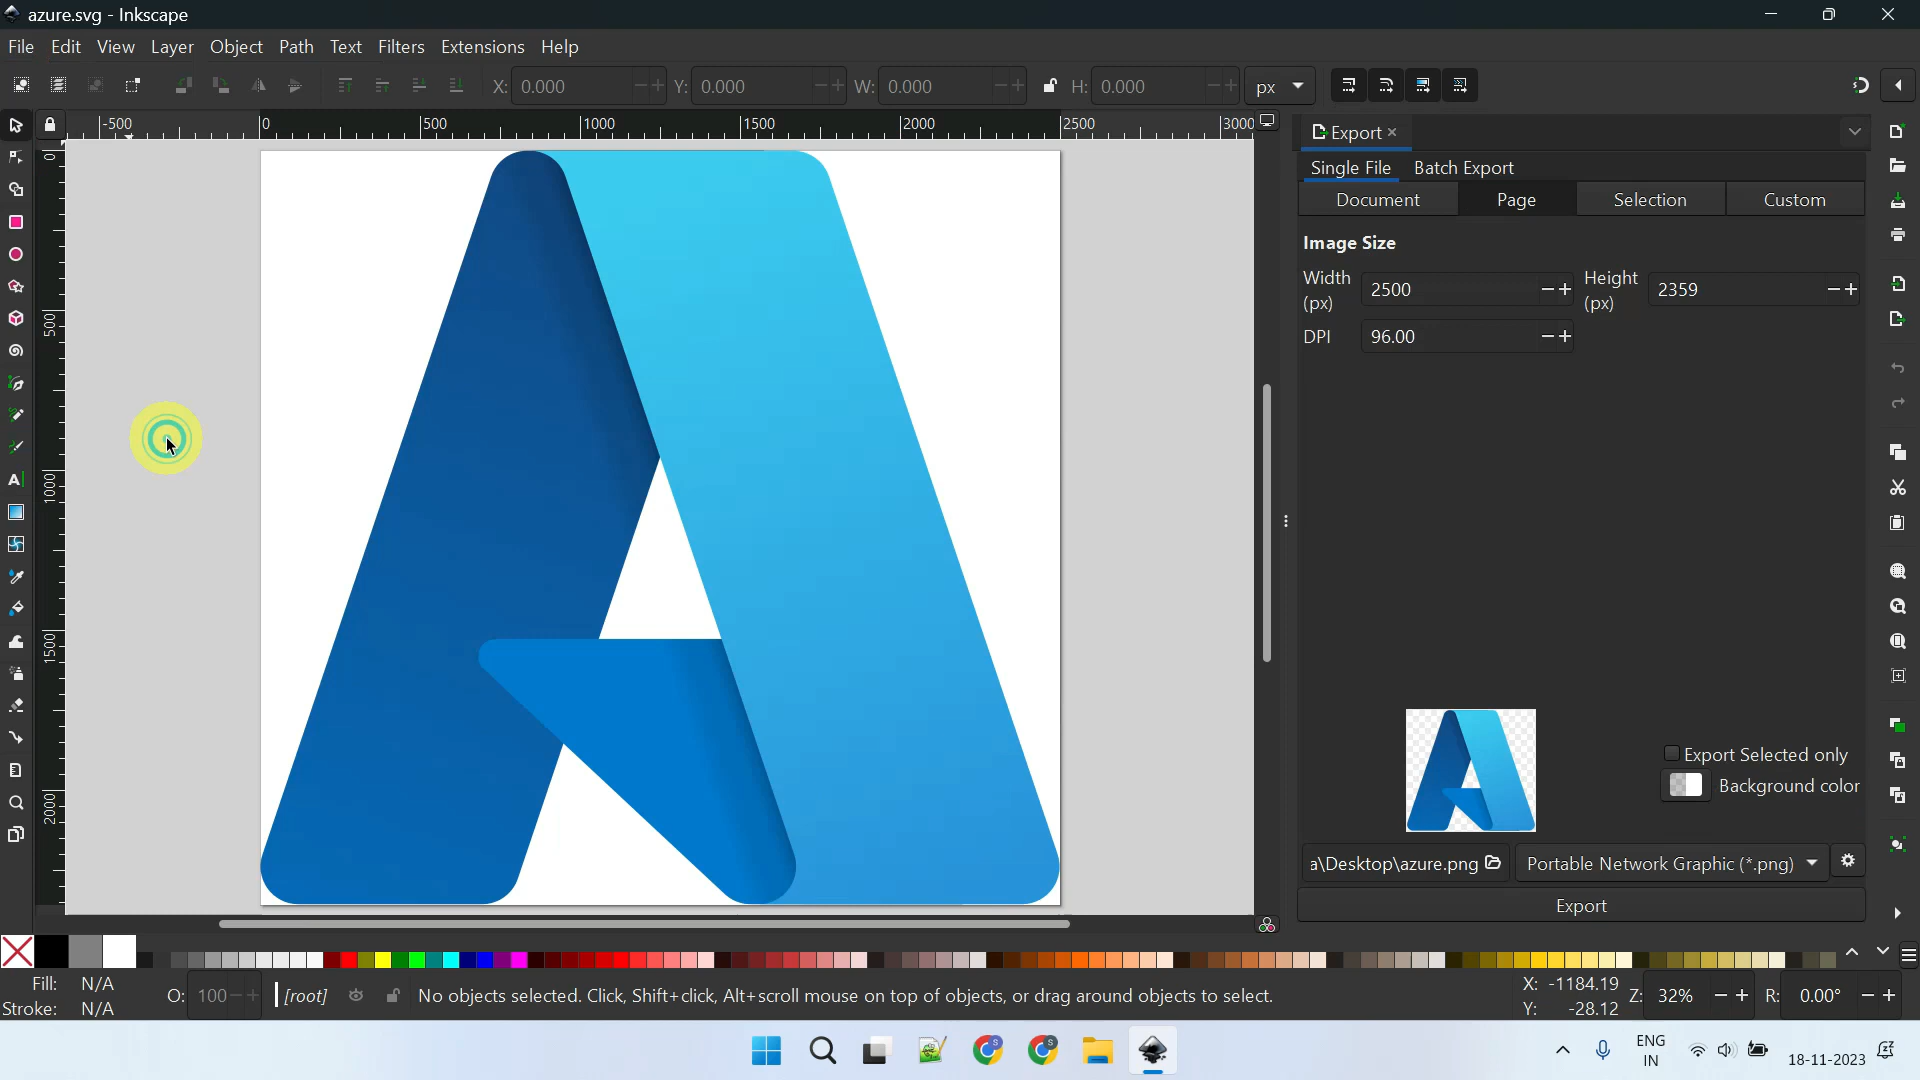 azure.svg - Inkscape
File Edit View Layer Object Path Text Filters Extensions Help
X: 0.000 Y: 0.000 W: 0.000 H: 0.000 px
-500 0 500 1000 1500 2000 2500 3000
0
500
1000
1500
2000
Export
Single File Batch Export
Document Page Selection Custom
Image Size
Width (px) 2500 Height (px) 2359
DPI 96.00
Export Selected only
Background color
a\Desktop\azure.png Portable Network Graphic (*.png)
Export
Fill: N/A
Stroke: N/A
O: 100 [root] No objects selected. Click, Shift+click, Alt+scroll mouse on top of objects, or drag around objects to select.
X: -1184.19
Y: -28.12
Z: 32% R: 0.00°
ENG
IN
18-11-2023